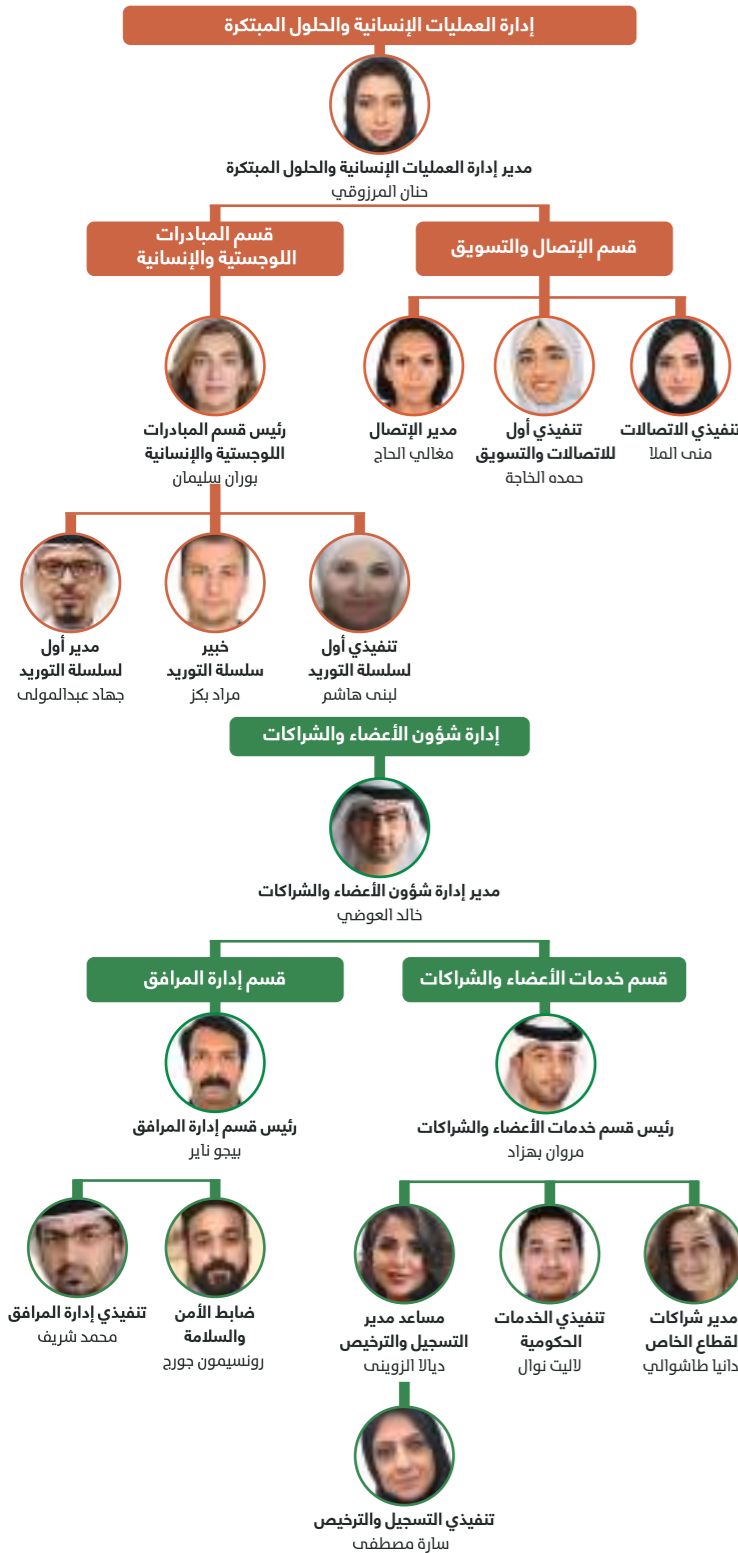 إدارة العمليات الإنسانية والحلول المبتكرة
مدير إدارة العمليات الإنسانية والحلول المبتكرة
حنان المرزوقي
قسم الإتصال والتسويق
قسم المبادرات
اللوجستية والإنسانية
تنفيذي الاتصالات
منى الملا
تنفيذي أول
للاتصالات والتسويق
حمده الخاجة
مدير الإتصال
مغالي الحاج
رئيس قسم المبادرات
اللوجستية والإنسانية
بوران سليمان
تنفيذي أول
لسلسلة التوريد
لبنى هاشم
خبير
سلسلة التوريد
مراد بكز
مدير أول
لسلسلة التوريد
جهاد عبدالمولى
إدارة شؤون الأعضاء والشراكات
مدير إدارة شؤون الأعضاء والشراكات
خالد العوضي
قسم خدمات الأعضاء والشراكات
قسم إدارة المرافق
رئيس قسم خدمات الأعضاء والشراكات
مروان بهزاد
رئيس قسم إدارة المرافق
بيجو ناير
مدير شراكات
لقطاع الخاص
دانيا طاشوالي
تنفيذي الخدمات
الحكومية
لاليت نوال
مساعد مدير
التسجيل والترخيص
ديالا الزوينى
ضابط الأمن
والسلامة
رونسيمون جورج
تنفيذي إدارة المرافق
محمد شريف
تنفيذي التسجيل والترخيص
سارة مصطفى